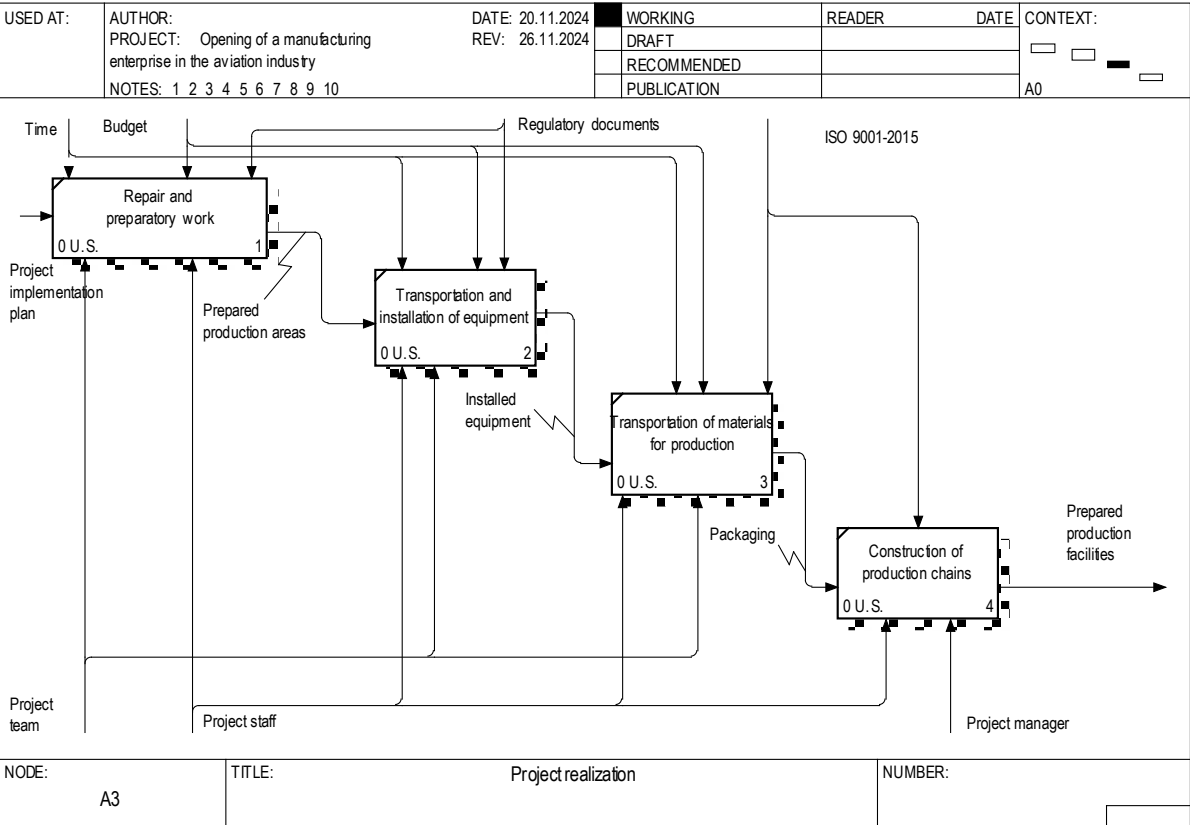 USED AT:
AUTHOR:
DATE: 20.11.2024
PROJECT: Opening of a manufacturing
REV: 26.11.2024
enterprise in the aviation industry
NOTES: 1 2 3 4 5 6 7 8 9 10
WORKING
DRAFT
RECOMMENDED
PUBLICATION
READER DATE
CONTEXT:
A0
Time
Budget
Regulatory documents
ISO 9001-2015
Repair and
preparatory work
0 U.S. 1
Project
implementation
plan
Prepared
production areas
Transportation and
installation of equipment
0 U.S. 2
Installed
equipment
Transportation of materials
for production
0 U.S. 3
Packaging
Construction of
production chains
0 U.S. 4
Prepared
production
facilities
Project
team
Project staff
Project manager
NODE:
A3
TITLE:
Project realization
NUMBER: